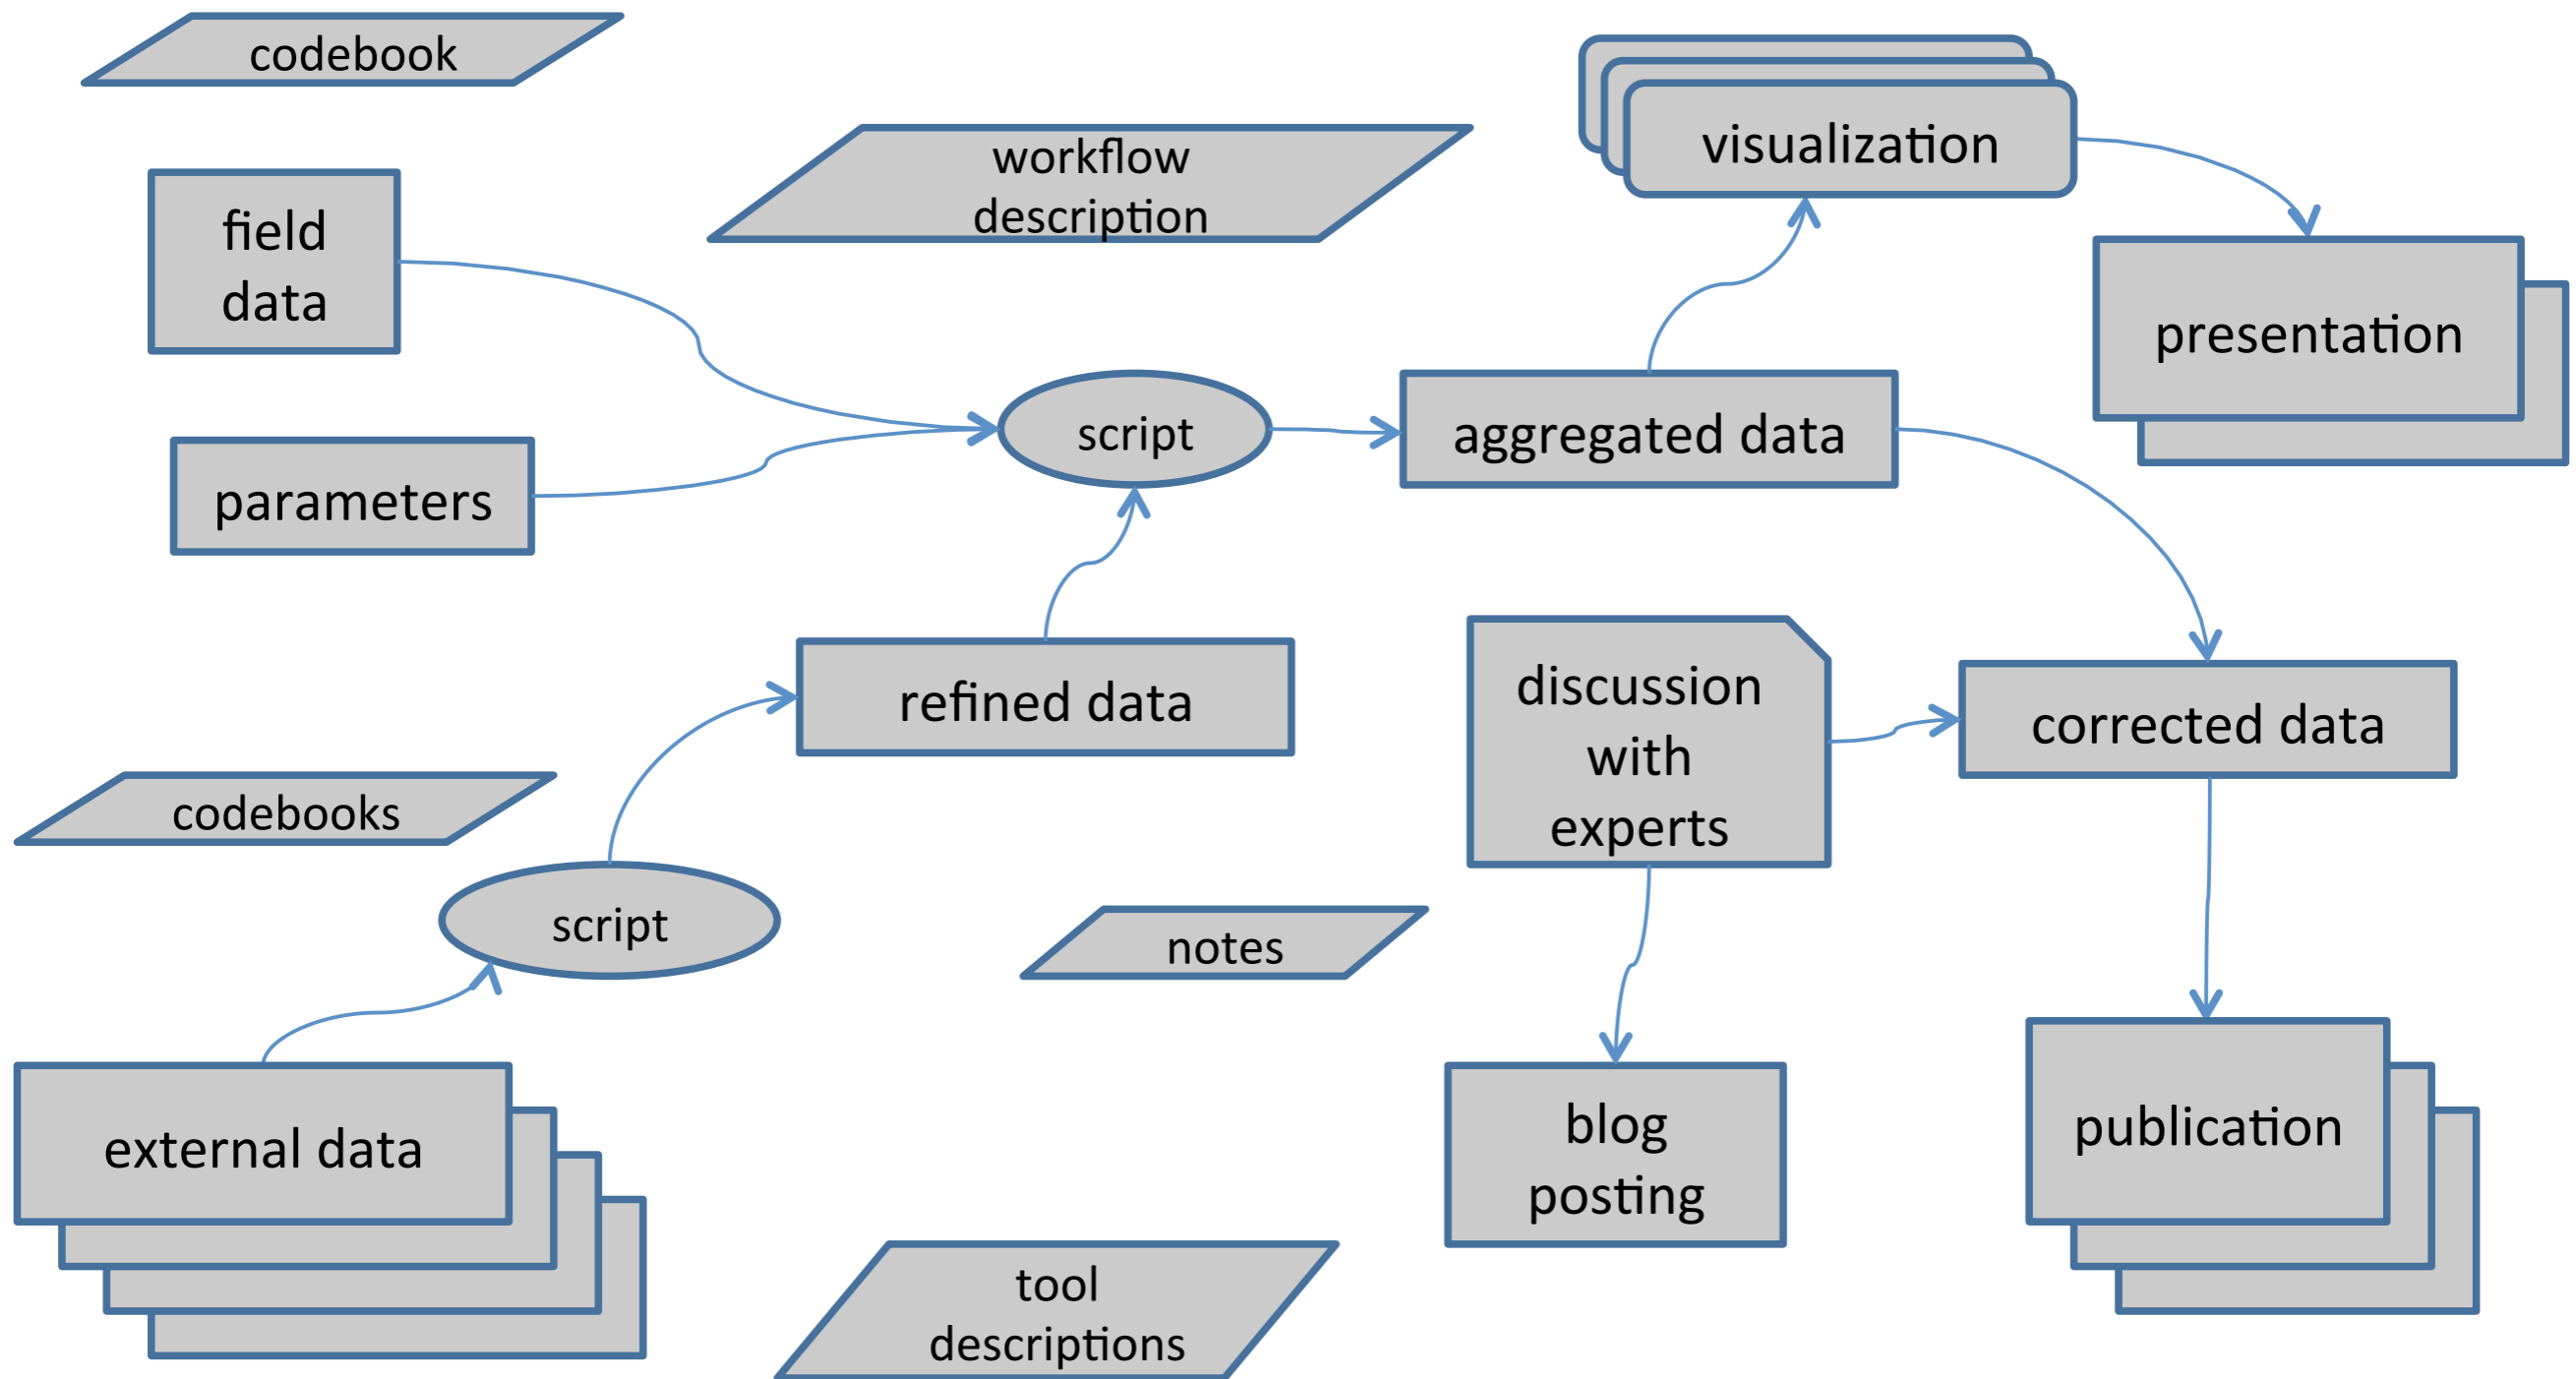 codebook
workflow
description
visualization
field
data
presentation
parameters
script
aggregated data
refined data
discussion
with
experts
corrected data
codebooks
script
notes
external data
blog
posting
publication
tool
descriptions